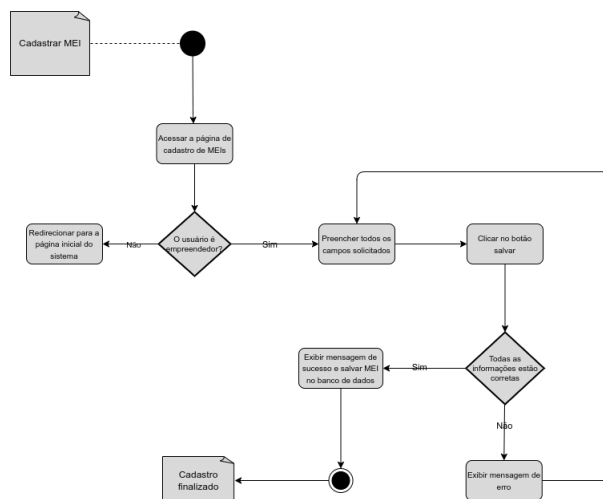 Cadastrar MEI
Acessar a página de
cadastro de MEIs
Redirecionar para a
página inicial do
sistema
Não
O usuário é
empreendedor?
Sim
Preencher todos os
campos solicitados
Clicar no botão
salvar
Exibir mensagem de
sucesso e salvar MEI
no banco de dados
Sim
Todas as
informações estão
corretas
Não
Cadastro
finalizado
Exibir mensagem de
erro